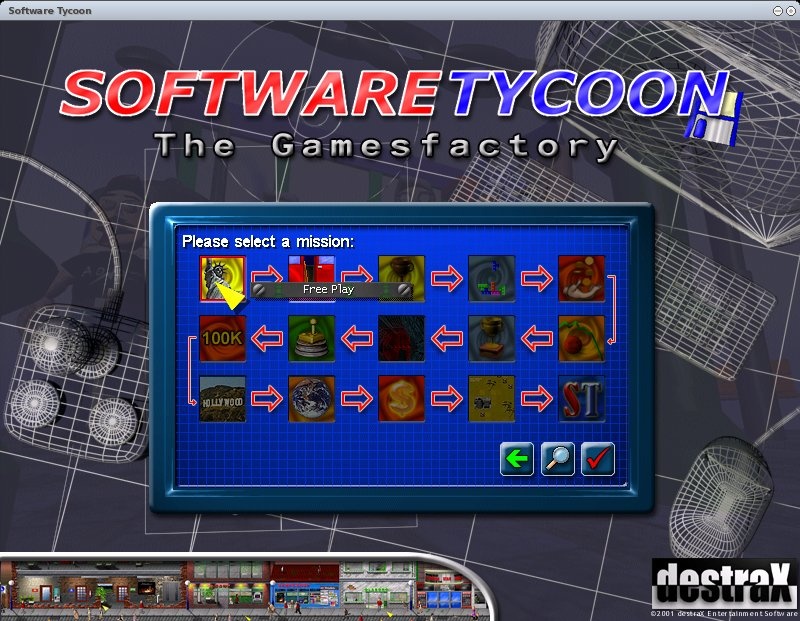 Software Tycoon
SOFTWARE TYCOON
The Gamesfactory
Please select a mission:
Free Play
100K
HOLLYWOOD
S
ST
destraX
©2001 destraX Entertainment Software